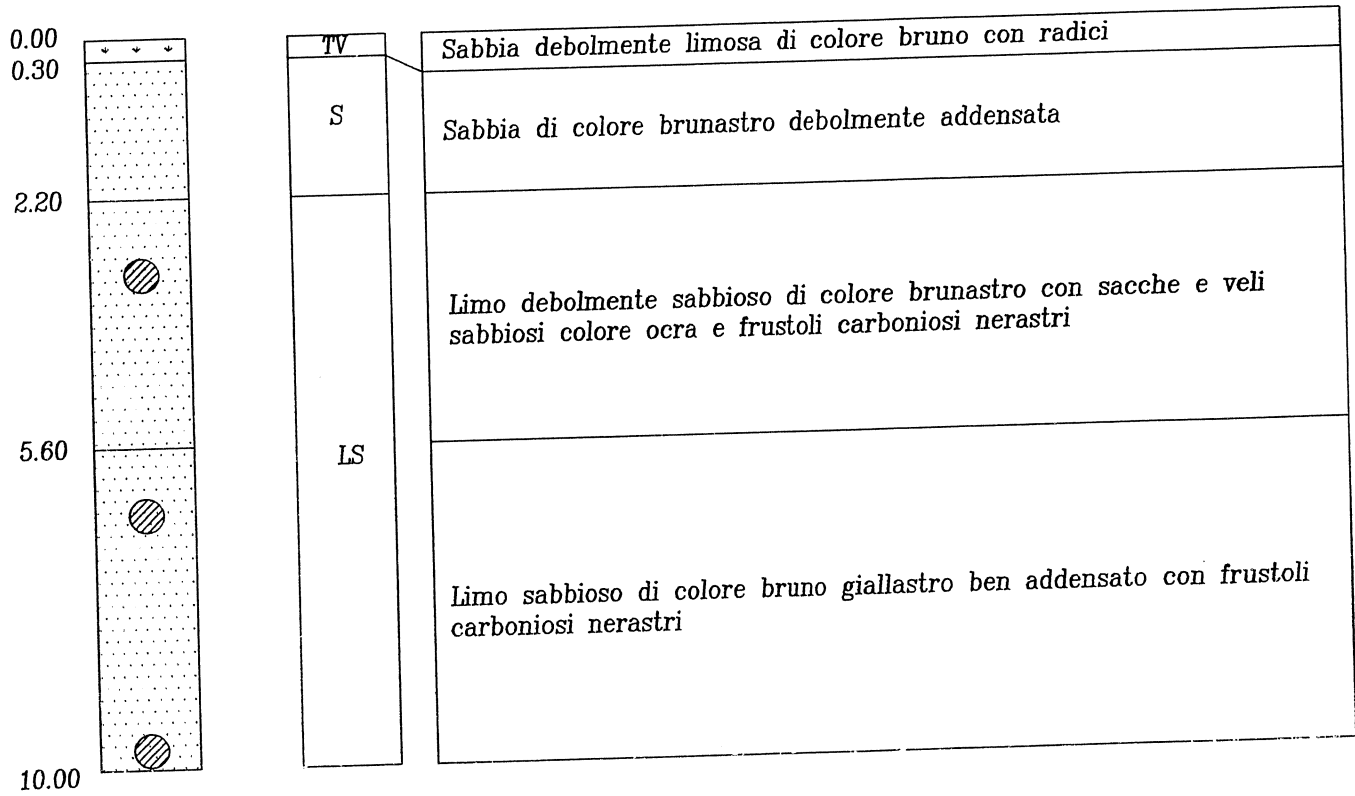 0.00
TV
Sabbia debolmente limosa di colore bruno con radici
0.30
S
Sabbia di colore brunastro debolmente addensata
2.20
Limo debolmente sabbioso di colore brunastro con sacche e veli
sabbiosi colore ocra e frustoli carboniosi nerastri
5.60
LS
Limo sabbioso di colore bruno giallastro ben addensato con frustoli
carboniosi nerastri
10.00